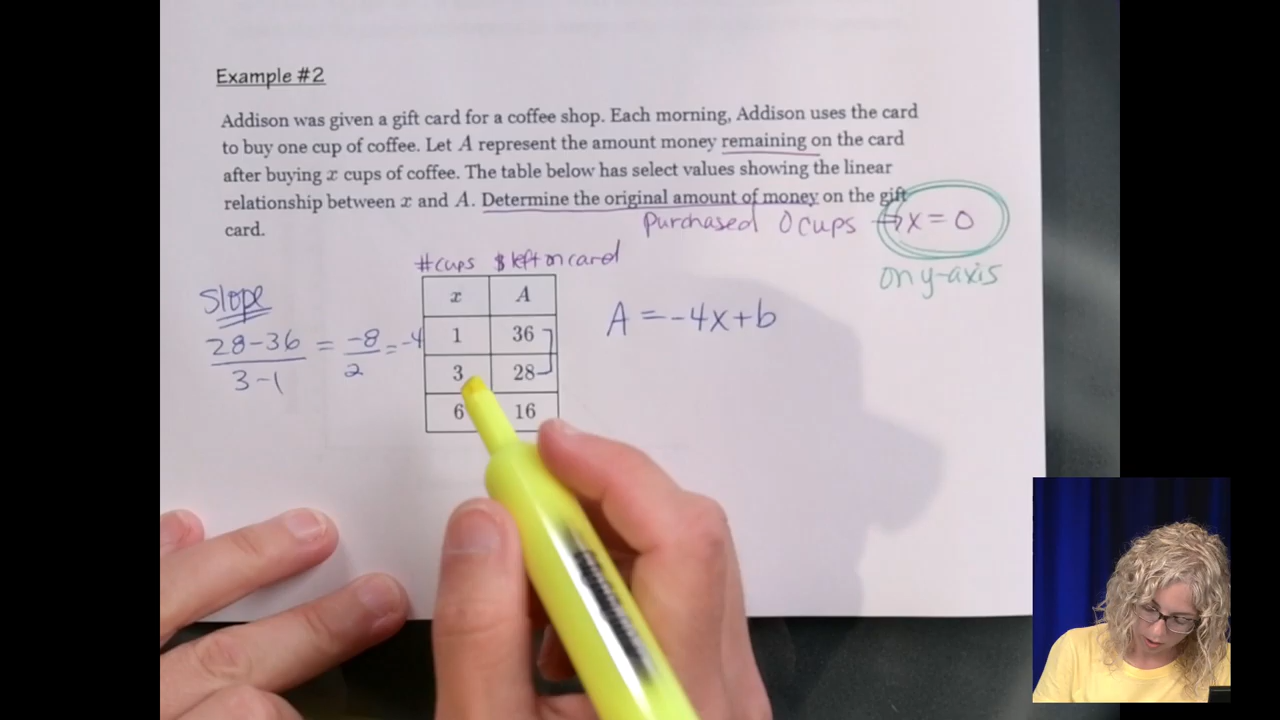 Example #2
Addison was given a gift card for a coffee shop. Each morning, Addison uses the card
to buy one cup of coffee. Let A represent the amount money remaining on the card
after buying x cups of coffee. The table below has select values showing the linear
relationship between x and A. Determine the original amount of money on the gift
card.
Purchased 0 cups → x = 0
on y-axis
#cups $ left on card
x A
1 36
3 28
6 16
Slope
28-36 = -8 = -4
3-1 2
A = -4x+b